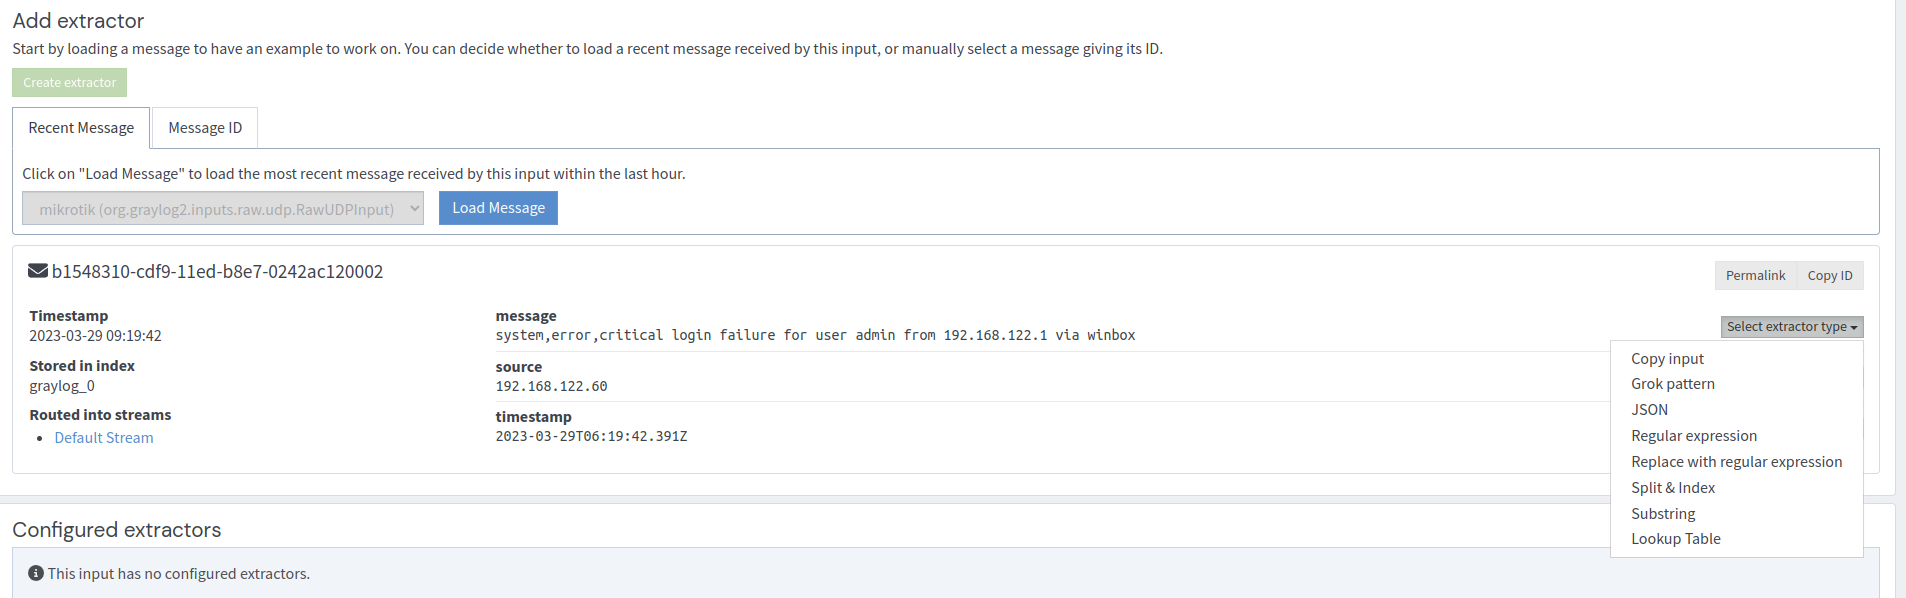 Add extractor
Start by loading a message to have an example to work on. You can decide whether to load a recent message received by this input, or manually select a message giving its ID.
Create extractor
Recent Message
Message ID
Click on "Load Message" to load the most recent message received by this input within the last hour.
mikrotik (org.graylog2.inputs.raw.udp.RawUDPInput)
Load Message
b1548310-cdf9-11ed-b8e7-0242ac120002
Permalink
Copy ID
Timestamp
2023-03-29 09:19:42
Stored in index
graylog_0
Routed into streams
Default Stream
message
system,error,critical login failure for user admin from 192.168.122.1 via winbox
source
192.168.122.60
timestamp
2023-03-29T06:19:42.391Z
Select extractor type
Copy input
Grok pattern
JSON
Regular expression
Replace with regular expression
Split & Index
Substring
Lookup Table
Configured extractors
This input has no configured extractors.